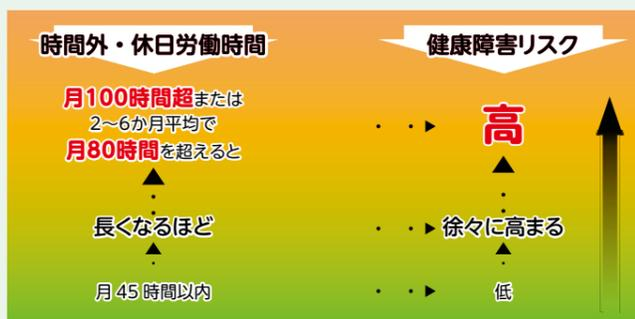 時間外・休日労働時間
健康障害リスク
月100時間超または
2〜6か月平均で
月80時間を超えると
高
長くなるほど
徐々に高まる
月45時間以内
低